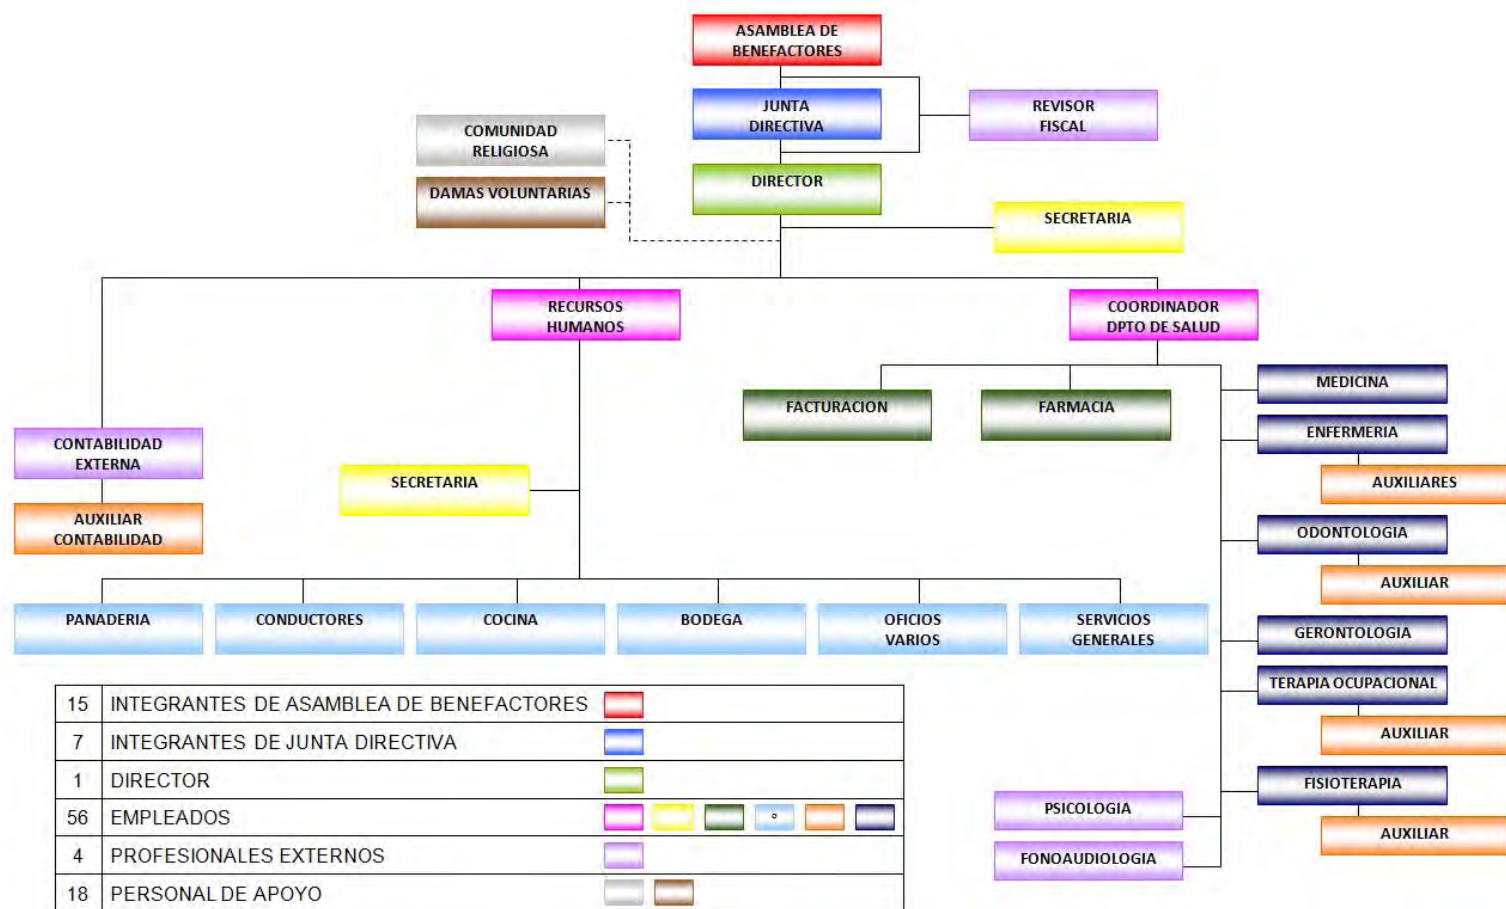 ASAMBLEA DE
BENEFACTORES
JUNTA
DIRECTIVA
REVISOR
FISCAL
COMUNIDAD
RELIGIOSA
DAMAS VOLUNTARIAS
DIRECTOR
SECRETARIA
RECURSOS
HUMANOS
COORDINADOR
DPTO DE SALUD
MEDICINA
FACTURACION
FARMACIA
ENFERMERIA
CONTABILIDAD
EXTERNA
SECRETARIA
AUXILIARES
AUXILIAR
CONTABILIDAD
ODONTOLOGIA
AUXILIAR
PANADERIA
CONDUCTORES
COCINA
BODEGA
OFICIOS
VARIOS
SERVICIOS
GENERALES
GERONTOLOGIA
TERAPIA OCUPACIONAL
AUXILIAR
FISIOTERAPIA
PSICOLOGIA
AUXILIAR
FONOAUDIOLOGIA
15 INTEGRANTES DE ASAMBLEA DE BENEFACTORES
7 INTEGRANTES DE JUNTA DIRECTIVA
1 DIRECTOR
56 EMPLEADOS
4 PROFESIONALES EXTERNOS
18 PERSONAL DE APOYO